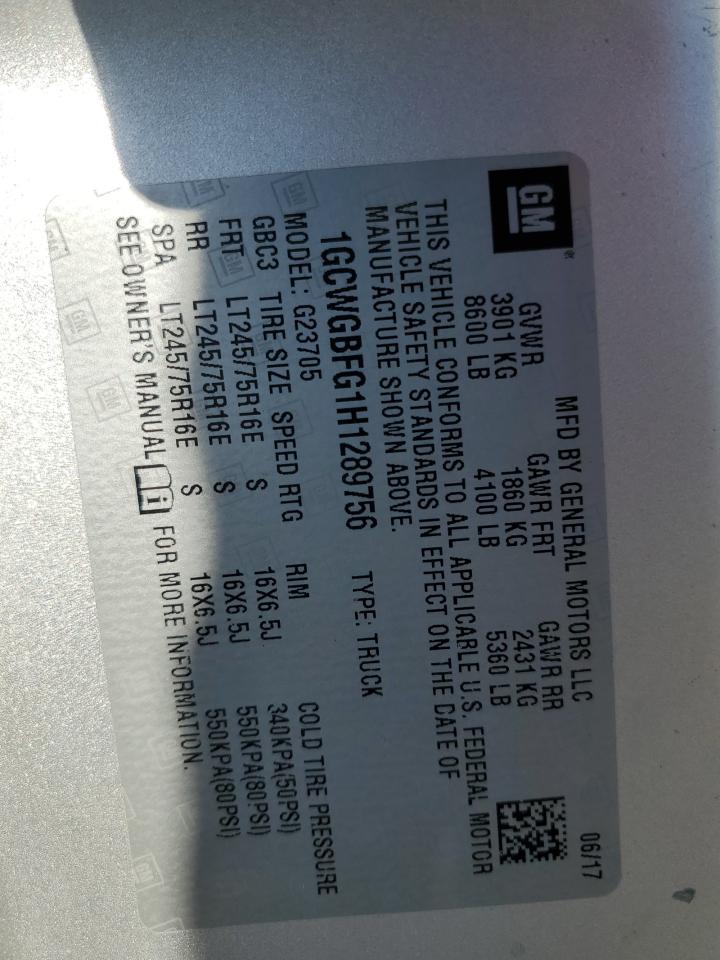 GM
MFD BY GENERAL MOTORS LLC 06/17
GVWR GAWR FRT GAWR RR
3901 KG 1860 KG 2431 KG
8600 LB 4100 LB 5360 LB
THIS VEHICLE CONFORMS TO ALL APPLICABLE U.S. FEDERAL MOTOR
VEHICLE SAFETY STANDARDS IN EFFECT ON THE DATE OF
MANUFACTURE SHOWN ABOVE.
1GCWGBFG1H1289756 TYPE: TRUCK
MODEL: G23705
GBC3 TIRE SIZE SPEED RTG RIM COLD TIRE PRESSURE
FRT LT245/75R16E S 16X6.5J 340KPA(50PSI)
RR LT245/75R16E S 16X6.5J 550KPA(80PSI)
SPA LT245/75R16E S 16X6.5J 550KPA(80PSI)
SEE OWNER'S MANUAL i FOR MORE INFORMATION.